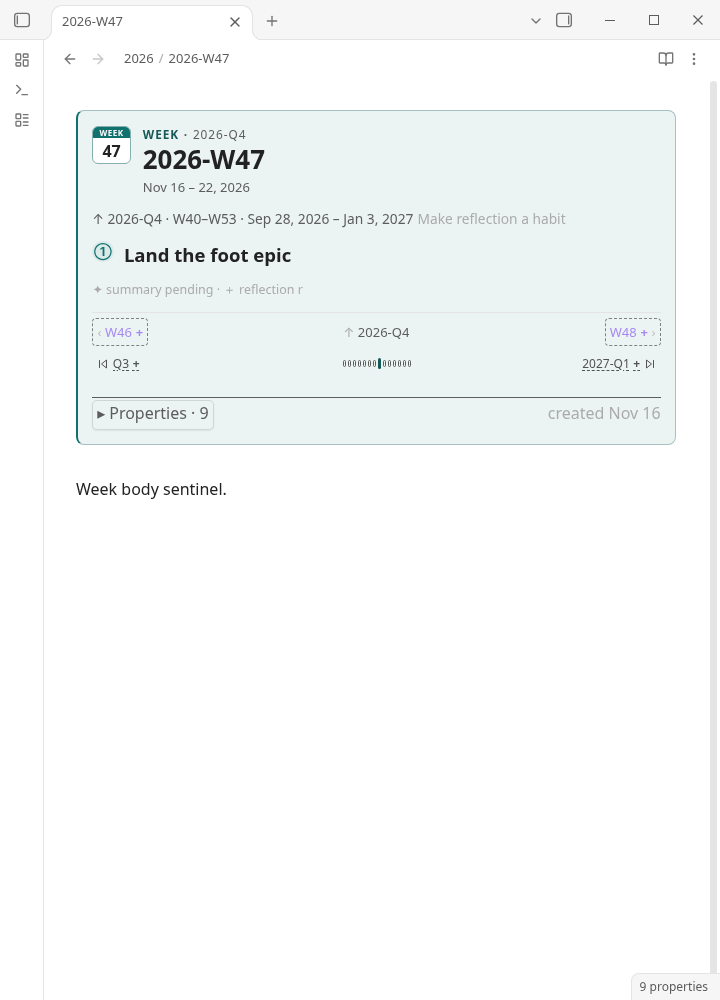 2026-W47
2026 / 2026-W47
WEEK
47
WEEK · 2026-Q4
2026-W47
Nov 16 – 22, 2026
↑ 2026-Q4 · W40–W53 · Sep 28, 2026 – Jan 3, 2027 Make reflection a habit
① Land the foot epic
✦ summary pending · + reflection r
‹ W46 +
↑ 2026-Q4
W48 + ›
Q3 +
2027-Q1 +
▸ Properties · 9
created Nov 16
Week body sentinel.
9 properties